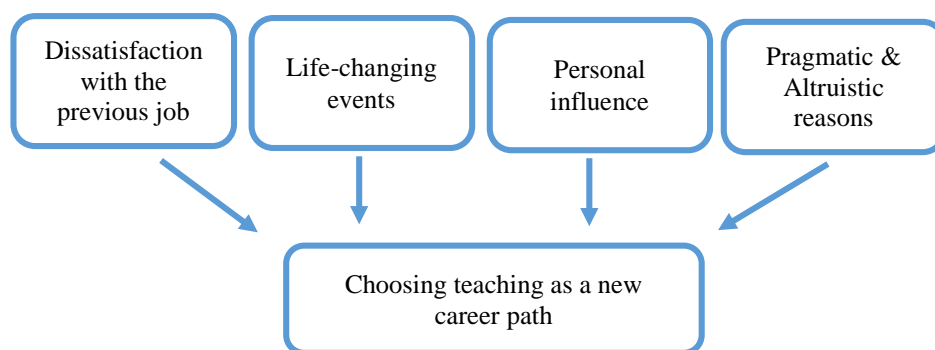 Dissatisfaction
with the
previous job
Life-changing
events
Personal
influence
Pragmatic &
Altruistic
reasons
Choosing teaching as a new
career path